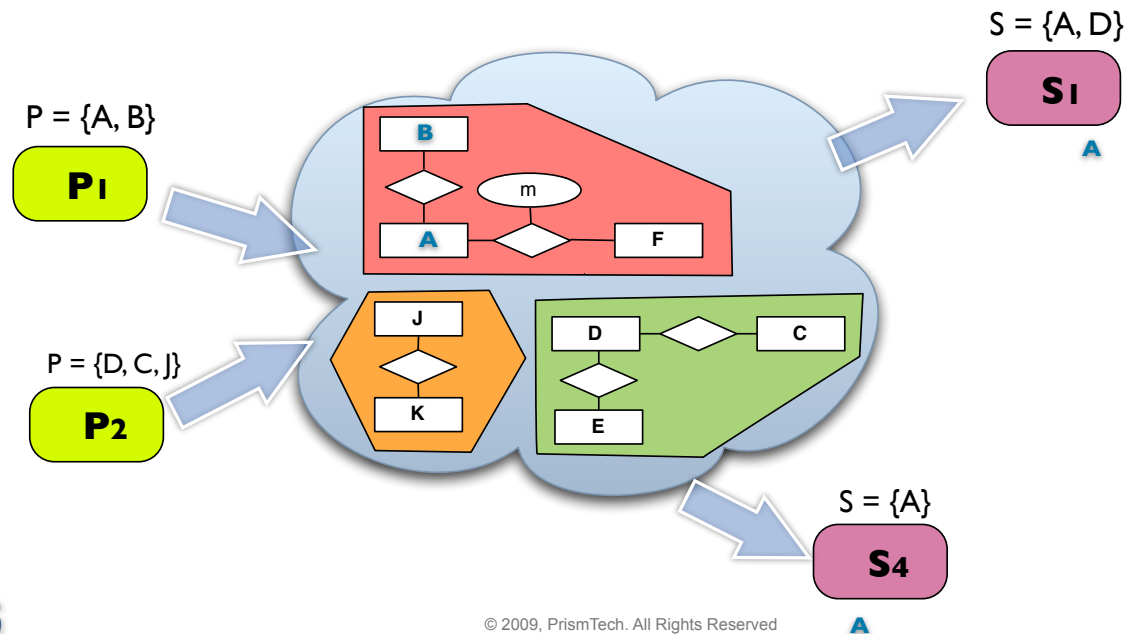 S = {A, D}
S1
A
P = {A, B}
P1
B
m
A
F
J
D
C
P = {D, C, J}
P2
K
E
S = {A}
S4
A
© 2009, PrismTech. All Rights Reserved